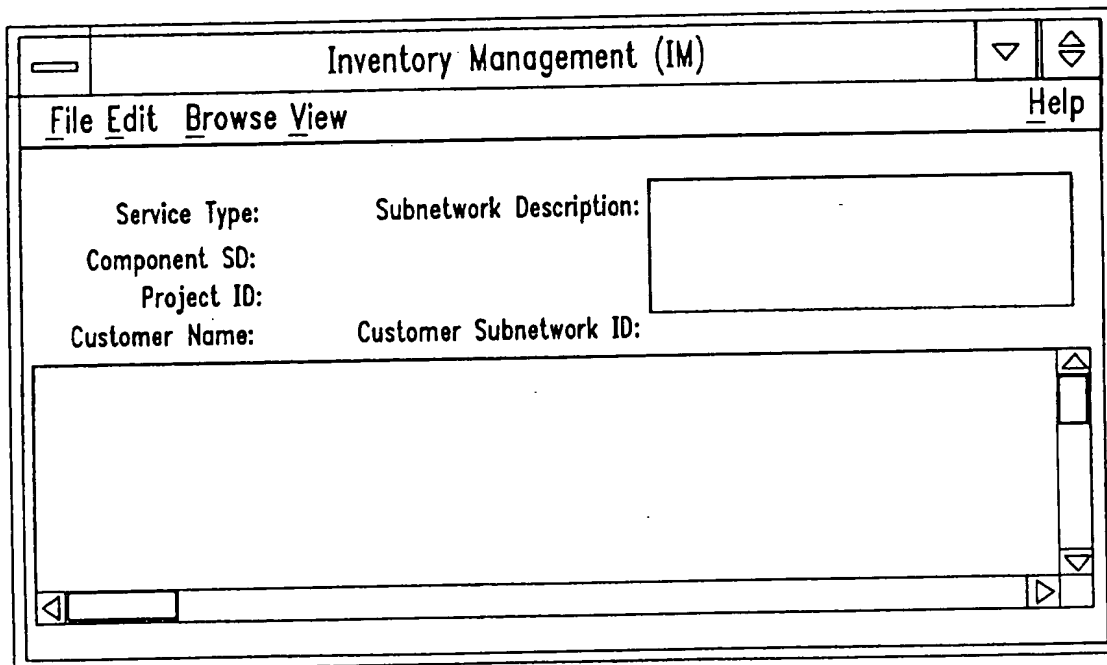 Inventory Management (IM)
File Edit Browse View Help
Service Type: Subnetwork Description:
Component SD:
Project ID:
Customer Name: Customer Subnetwork ID: